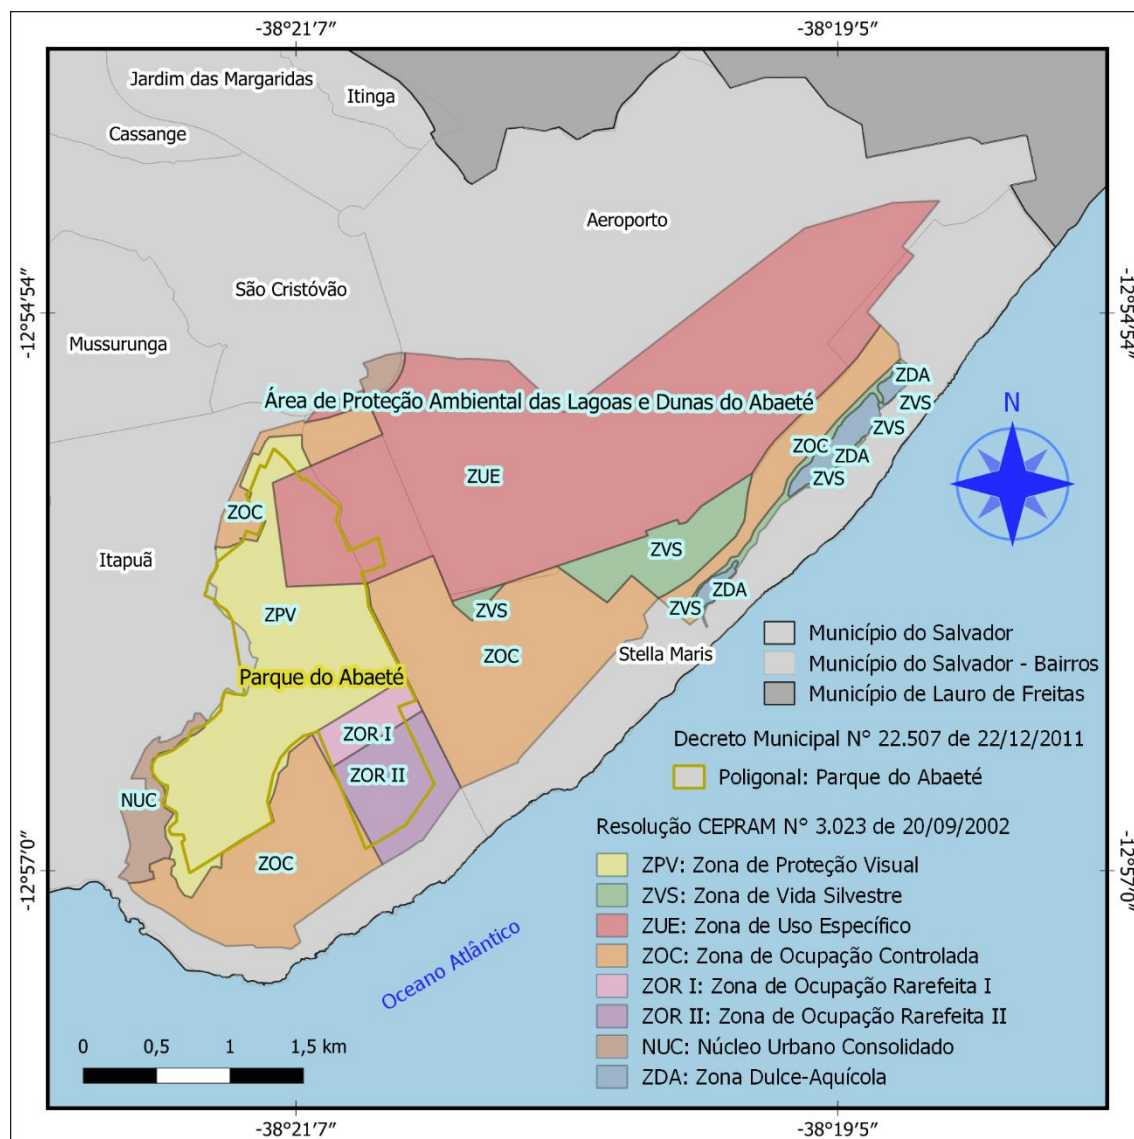 -38°21′7″
-38°19′5″
Jardim das Margaridas
Itinga
Cassange
Aeroporto
São Cristóvão
-12°54′54″
-12°54′54″
Mussurunga
ZDA
Área de Proteção Ambiental das Lagoas e Dunas do Abaeté
ZVS
N
ZVS
ZOC
ZDA
ZUE
ZVS
ZOC
ZVS
Itapuã
ZDA
ZVS
ZVS
ZPV
ZOC
Stella Maris
Parque do Abaeté
ZOR I
ZOR II
NUC
ZOC
-12°57′0″
-12°57′0″
Oceano Atlântico
Município do Salvador
Município do Salvador - Bairros
Município de Lauro de Freitas
Decreto Municipal N° 22.507 de 22/12/2011
Poligonal: Parque do Abaeté
Resolução CEPRAM N° 3.023 de 20/09/2002
ZPV: Zona de Proteção Visual
ZVS: Zona de Vida Silvestre
ZUE: Zona de Uso Específico
ZOC: Zona de Ocupação Controlada
ZOR I: Zona de Ocupação Rarefeita I
ZOR II: Zona de Ocupação Rarefeita II
NUC: Núcleo Urbano Consolidado
ZDA: Zona Dulce-Aquícola
0 0,5 1 1,5 km
-38°21′7″
-38°19′5″